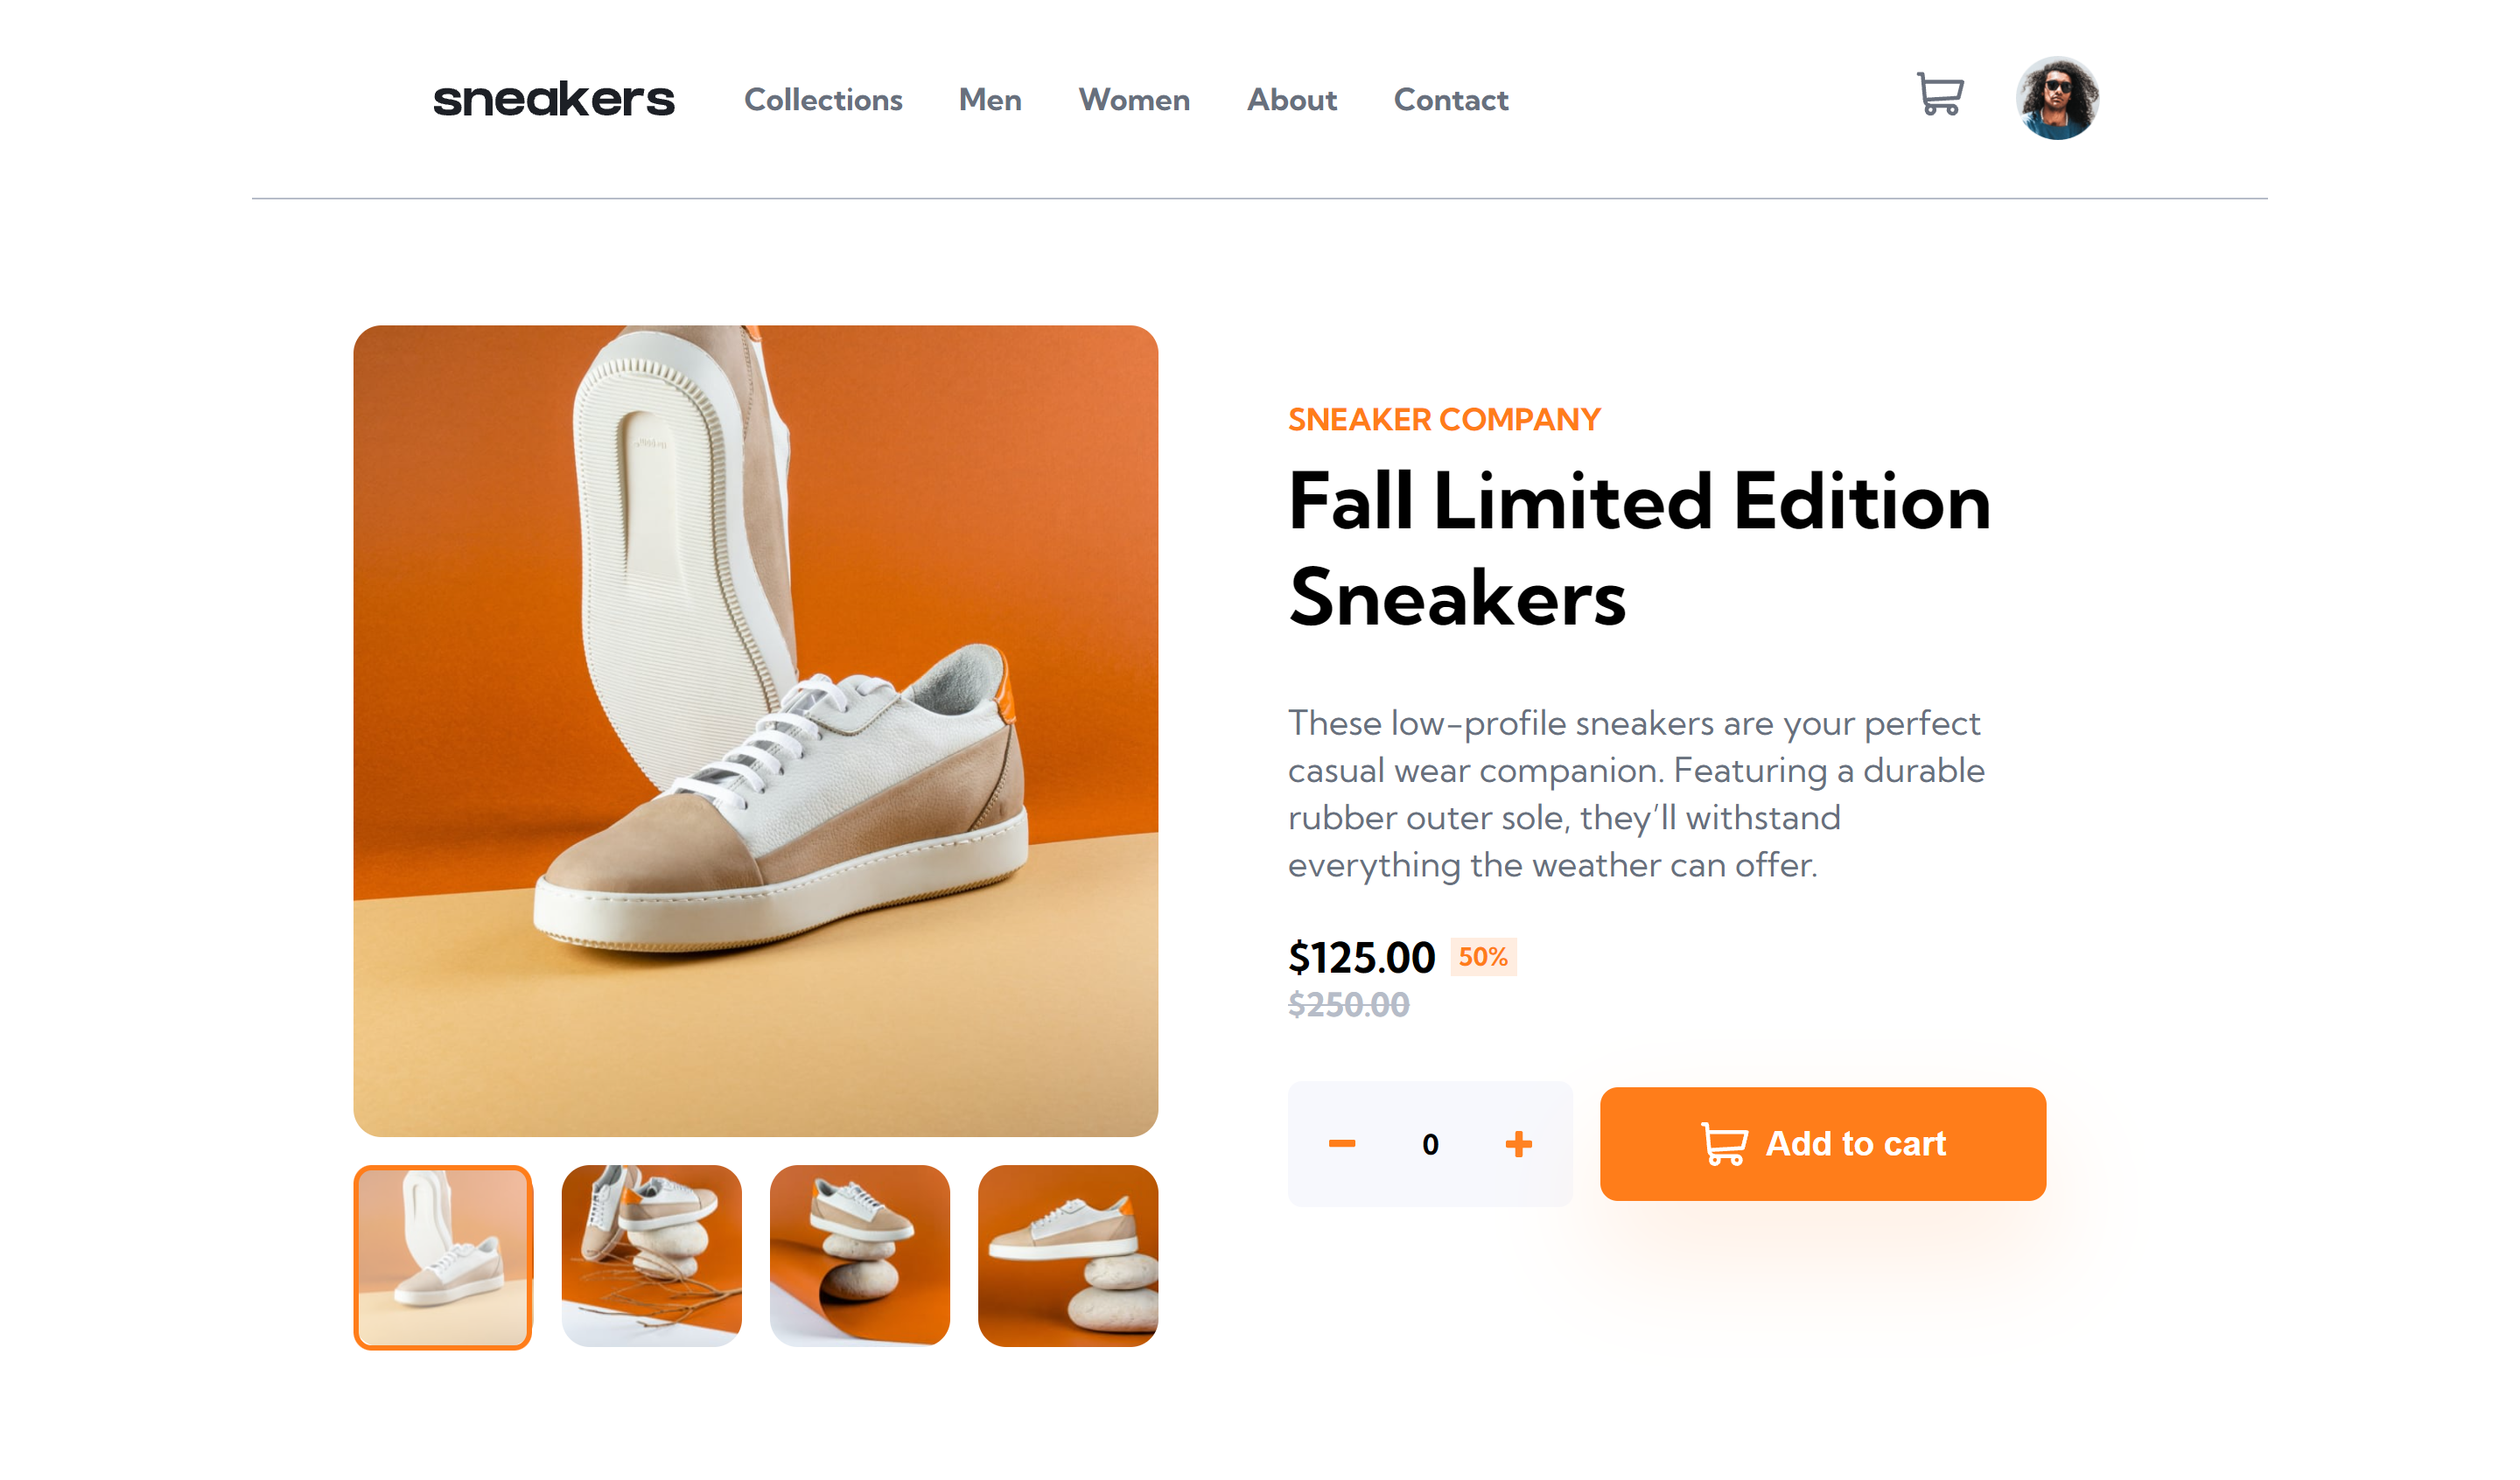 sneakers Collections Men Women About Contact
SNEAKER COMPANY
Fall Limited Edition
Sneakers
These low-profile sneakers are your perfect
casual wear companion. Featuring a durable
rubber outer sole, they’ll withstand
everything the weather can offer.
$125.00 50%
$250.00
0 Add to cart